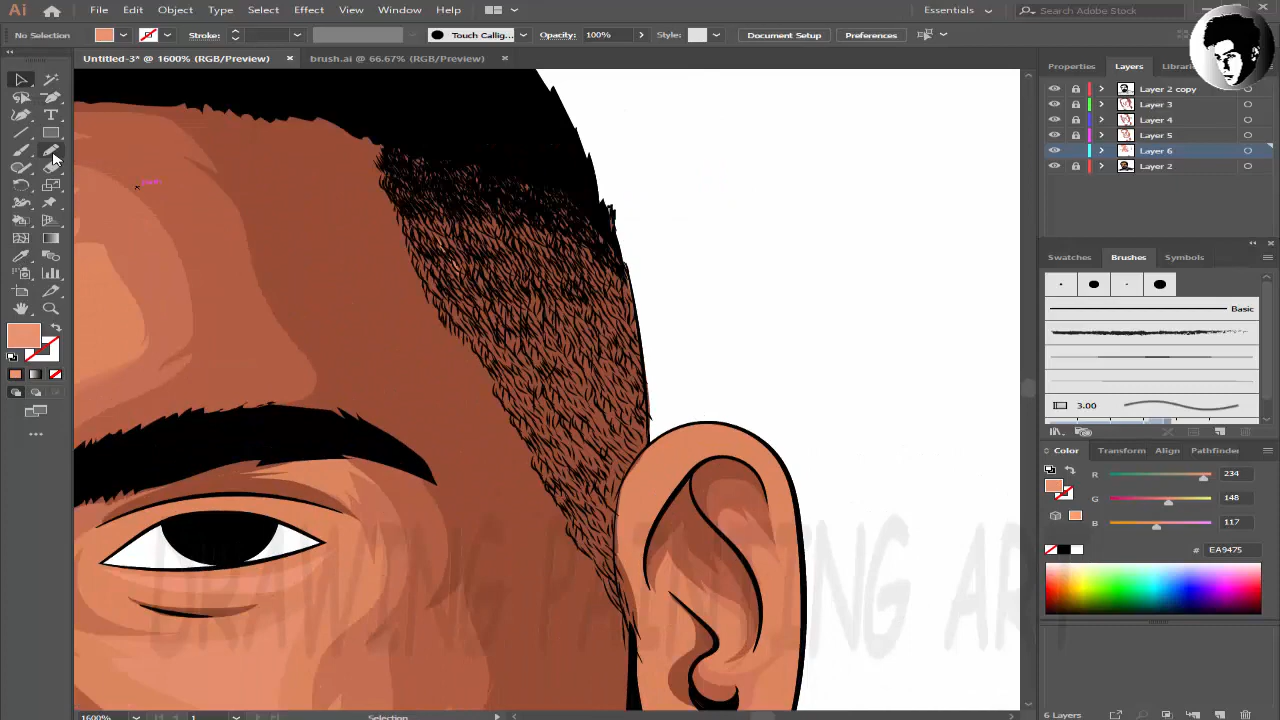 Ai File Edit Object Type Select Effect View Window Help Essentials Search Adobe Stock
No Selection Stroke: Touch Callig... Opacity: 100% Style: Document Setup Preferences
Untitled-3* @ 1600% (RGB/Preview) × brush.ai @ 66.67% (RGB/Preview) ×
Properties Layers Libra
Layer 2 copy
Layer 3
Layer 4
Layer 5
Layer 6
Layer 2
Swatches Brushes Symbols
Basic
3.00
Color Transform Align Pathfinder
R 234
G 148
B 117
# EA9475
DRAWING PAINTING ART
6 Layers
1600% 1 Selection